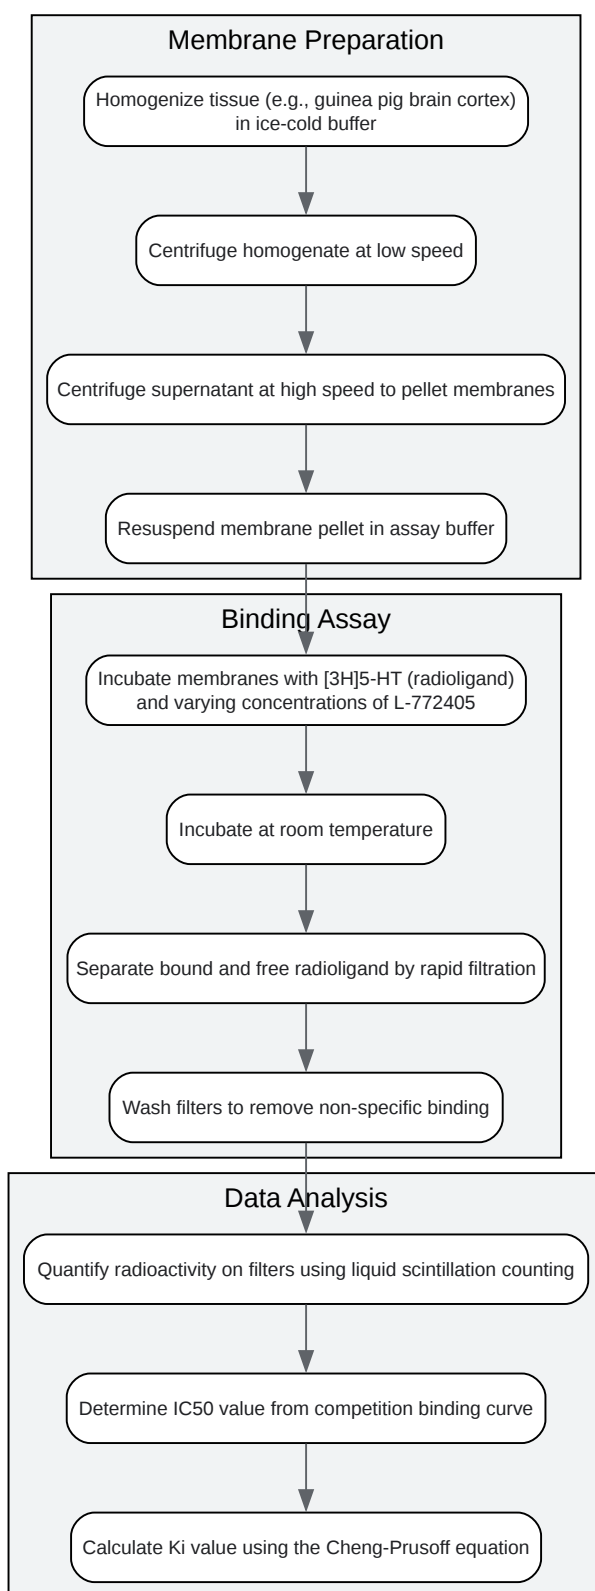 Membrane Preparation
Homogenize tissue (e.g., guinea pig brain cortex)
in ice-cold buffer
Centrifuge homogenate at low speed
Centrifuge supernatant at high speed to pellet membranes
Resuspend membrane pellet in assay buffer
Binding Assay
Incubate membranes with [3H]5-HT (radioligand)
and varying concentrations of L-772405
Incubate at room temperature
Separate bound and free radioligand by rapid filtration
Wash filters to remove non-specific binding
Data Analysis
Quantify radioactivity on filters using liquid scintillation counting
Determine IC50 value from competition binding curve
Calculate Ki value using the Cheng-Prusoff equation